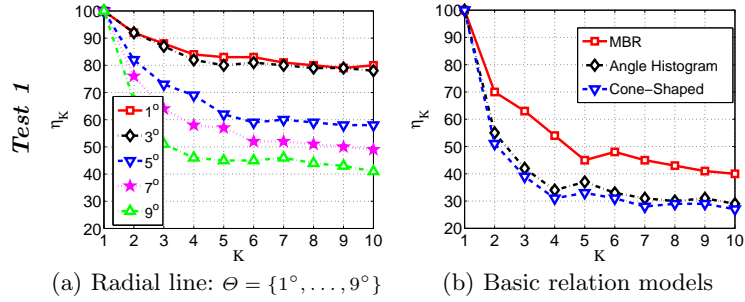 Test 1
η_K
100
90
80
70
60
50
40
30
20
1 2 3 4 5 6 7 8 9 10
K
1°
3°
5°
7°
9°
(a) Radial line: Θ = {1°, . . . , 9°}
η_K
100
90
80
70
60
50
40
30
20
1 2 3 4 5 6 7 8 9 10
K
MBR
Angle Histogram
Cone−Shaped
(b) Basic relation models